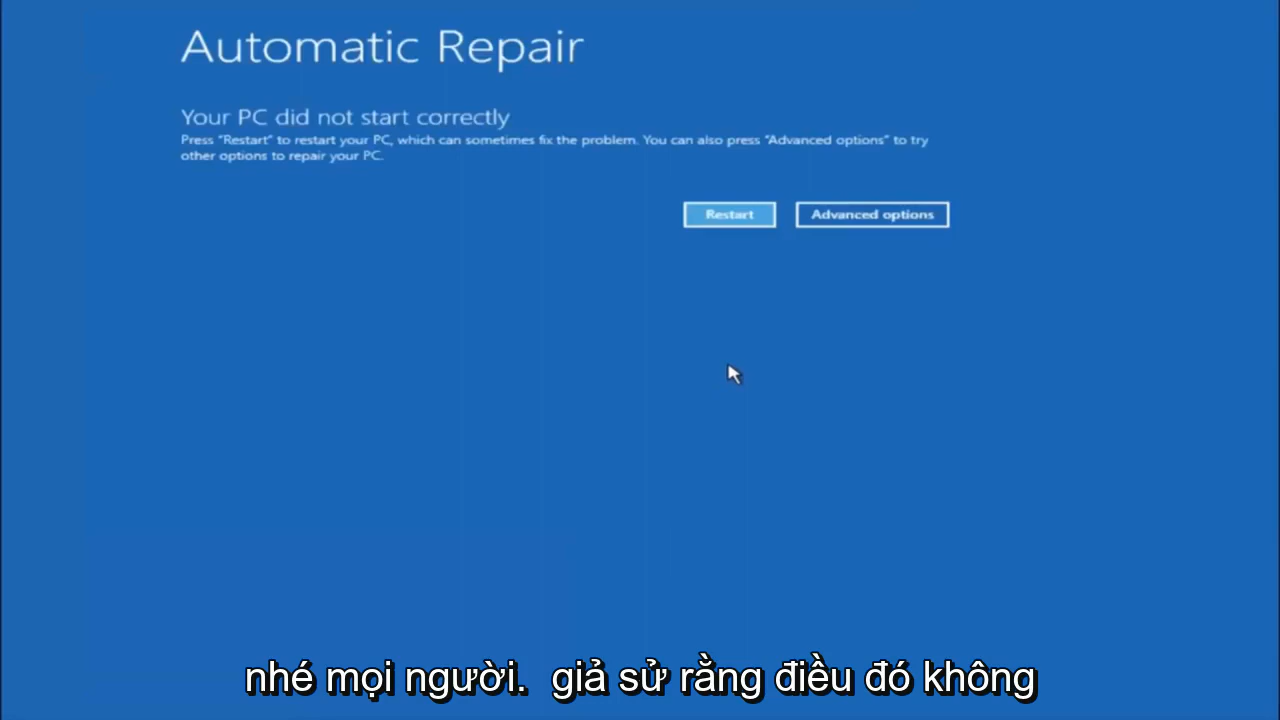 Automatic Repair
Your PC did not start correctly
Press "Restart" to restart your PC, which can sometimes fix the problem. You can also press "Advanced options" to try
other options to repair your PC.
Restart
Advanced options
nhé mọi người. giả sử rằng điều đó không